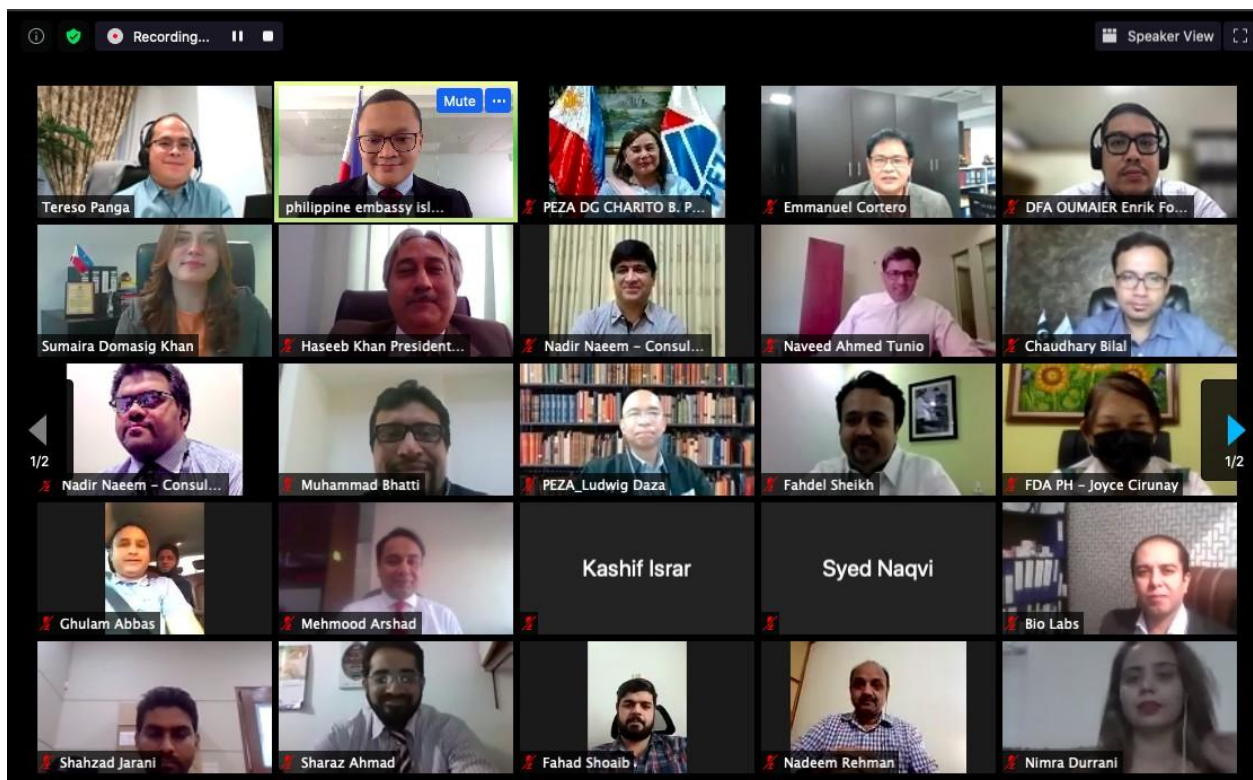 Recording...
Speaker View
Mute
Tereso Panga
philippine embassy isl...
PEZA DG CHARITO B. P...
Emmanuel Cortero
DFA OUMAIER Enrik Fo...
Sumaira Domasig Khan
Haseeb Khan President...
Nadir Naeem – Consul...
Naveed Ahmed Tunio
Chaudhary Bilal
1/2
Nadir Naeem – Consul...
Muhammad Bhatti
PEZA_Ludwig Daza
Fahdel Sheikh
FDA PH – Joyce Cirunay
1/2
Kashif Israr
Syed Naqvi
Ghulam Abbas
Mehmood Arshad
Bio Labs
Shahzad Jarani
Sharaz Ahmad
Fahad Shoaib
Nadeem Rehman
Nimra Durrani